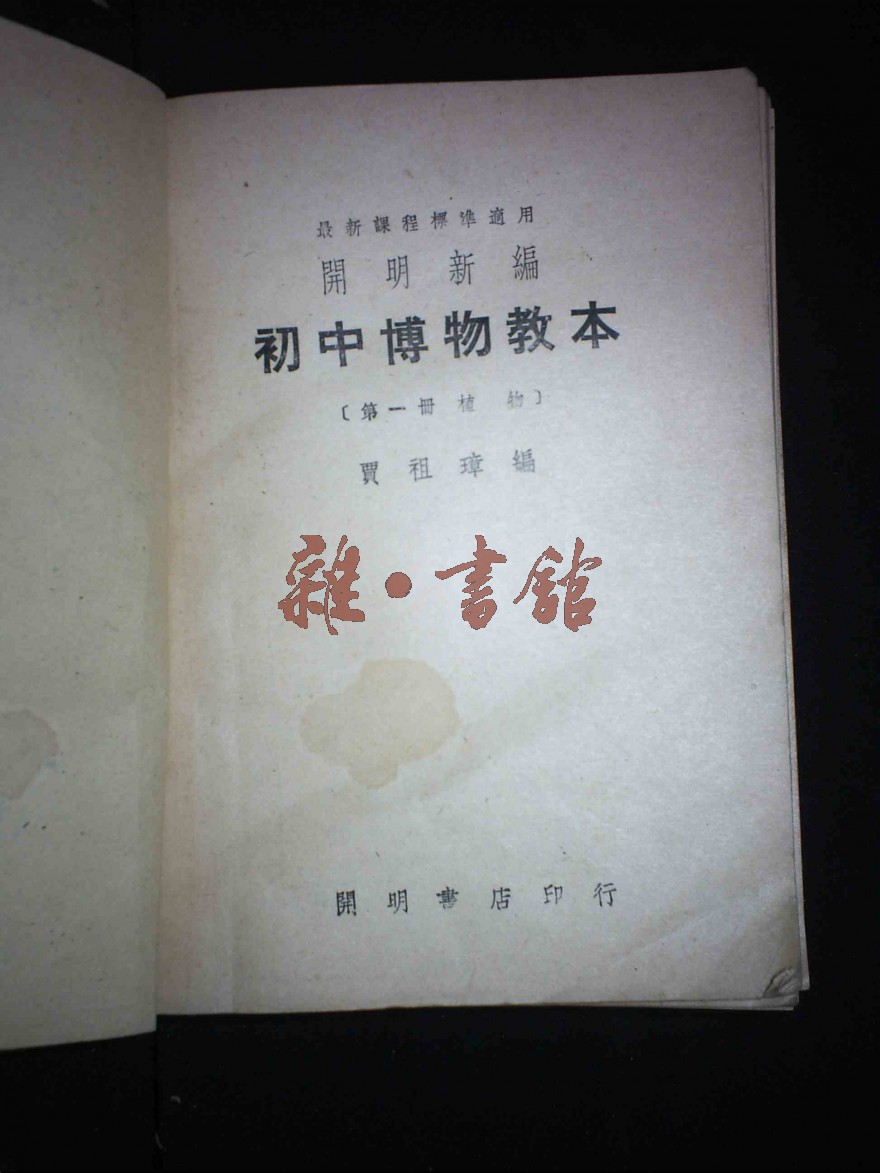 最新課程標準適用
開明新編
初中博物教本
〔第一冊 植 物〕
賈祖璋編
雜·書館
開明書店印行